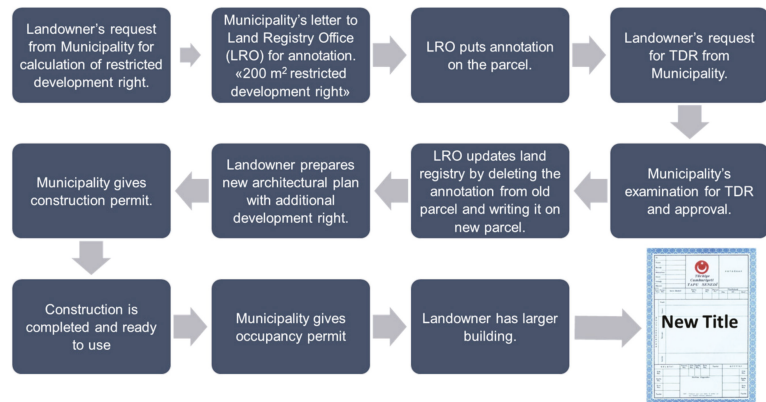 Landowner's request
from Municipality for
calculation of restricted
development right.
Municipality's letter to
Land Registry Office
(LRO) for annotation.
«200 m² restricted
development right»
LRO puts annotation
on the parcel.
Landowner's request
for TDR from
Municipality.
Municipality's
examination for TDR
and approval.
LRO updates land
registry by deleting the
annotation from old
parcel and writing it on
new parcel.
Landowner prepares
new architectural plan
with additional
development right.
Municipality gives
construction permit.
Construction is
completed and ready
to use
Municipality gives
occupancy permit
Landowner has larger
building.
TAPU SENEDİ
New Title